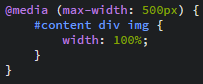 @media (max-width: 500px) {
    #content div img {
        width: 100%;
    }
}